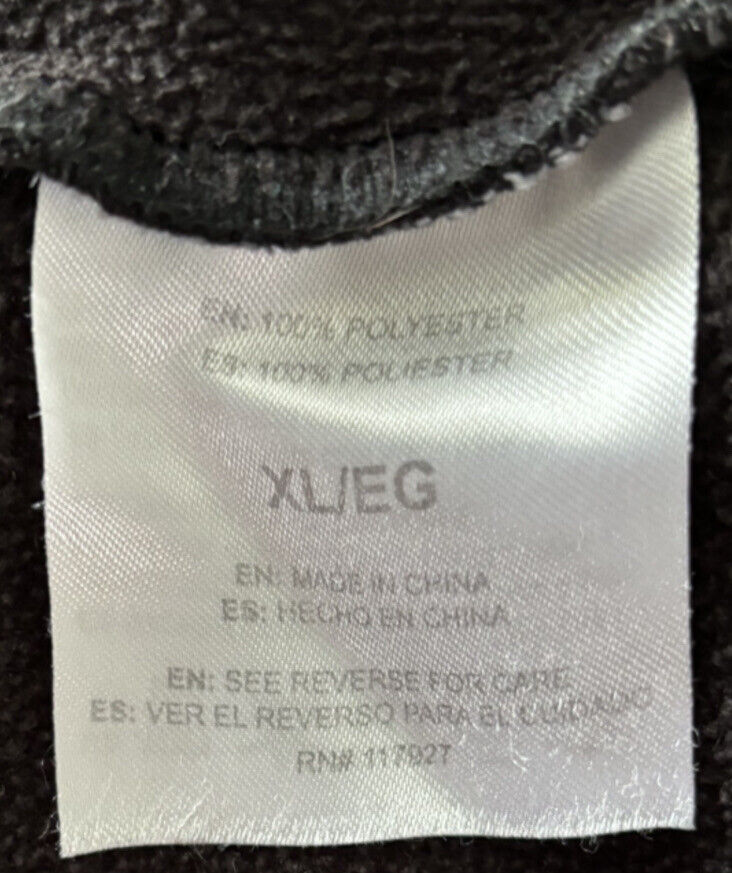 EN: 100% POLYESTER
ES: 100% POLIESTER
XL/EG
EN: MADE IN CHINA
ES: HECHO EN CHINA
EN: SEE REVERSE FOR CARE
ES: VER EL REVERSO PARA EL CUIDADO
RN# 117927